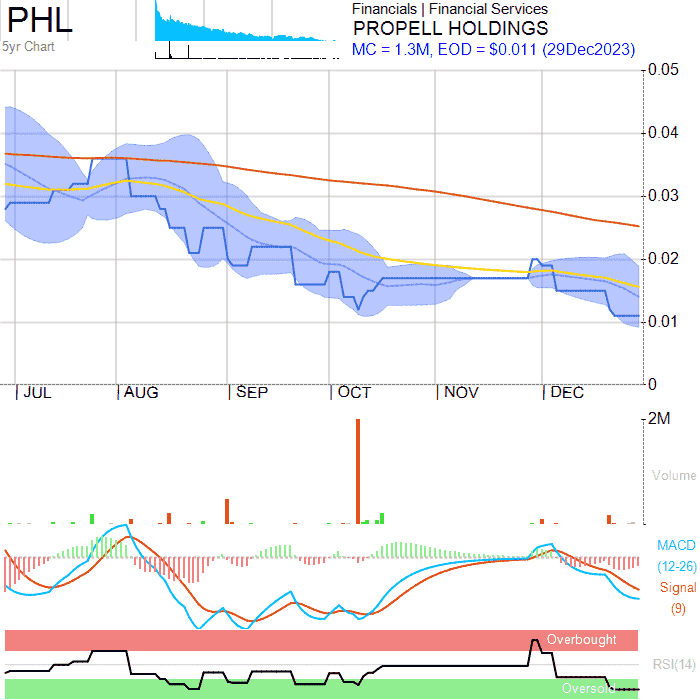 PHL
5yr Chart
Financials | Financial Services
PROPELL HOLDINGS
MC = 1.3M, EOD = $0.011 (29Dec2023)
0.05
0.04
0.03
0.02
0.01
0
JUL AUG SEP OCT NOV DEC
2M
Volume
MACD
(12-26)
Signal
(9)
Overbought
RSI(14)
Oversold